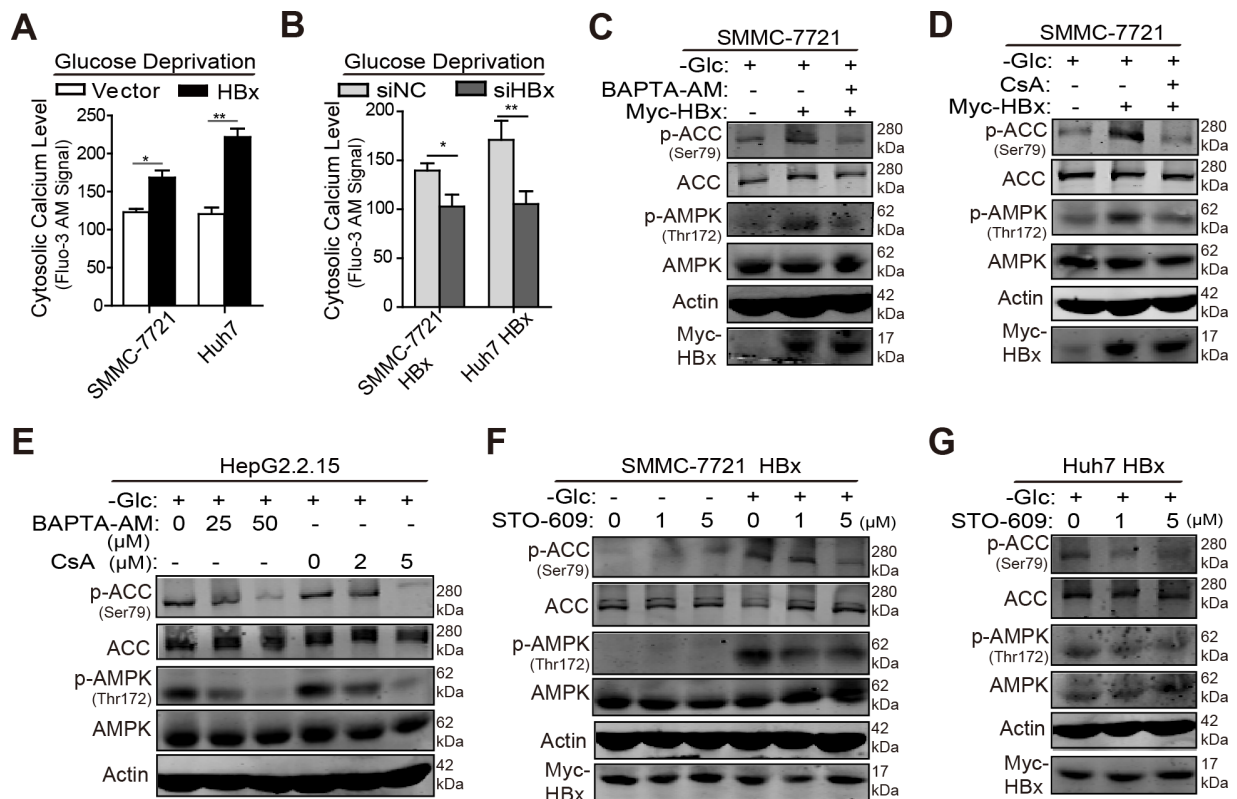 A
Glucose Deprivation
Vector HBx
Cytosolic Calcium Level
(Fluo-3 AM Signal)
250
200
150
100
50
0
*
**
SMMC-7721
Huh7
B
Glucose Deprivation
siNC siHBx
Cytosolic Calcium Level
(Fluo-3 AM Signal)
200
150
100
50
0
*
**
SMMC-7721
HBx
Huh7 HBx
C
SMMC-7721
-Glc: + + +
BAPTA-AM: - - +
Myc-HBx: - + +
p-ACC 280
(Ser79) kDa
ACC
p-AMPK 62
(Thr172) kDa
AMPK 62
kDa
Actin 42
kDa
Myc- 17
HBx kDa
D
SMMC-7721
-Glc: + + +
CsA: - - +
Myc-HBx: - + +
p-ACC 280
(Ser79) kDa
ACC
p-AMPK 62
(Thr172) kDa
AMPK 62
kDa
Actin 42
kDa
Myc- 17
HBx kDa
E
HepG2.2.15
-Glc: + + + + + +
BAPTA-AM: 0 25 50 - - -
(μM)
CsA (μM): - - - 0 2 5
p-ACC 280
(Ser79) kDa
ACC 280
kDa
p-AMPK 62
(Thr172) kDa
AMPK 62
kDa
Actin 42
kDa
F
SMMC-7721 HBx
-Glc: - - - + + +
STO-609: 0 1 5 0 1 5 (μM)
p-ACC 280
(Ser79) kDa
ACC 280
kDa
p-AMPK 62
(Thr172) kDa
AMPK 62
kDa
Actin 42
kDa
Myc- 17
HBx kDa
G
Huh7 HBx
-Glc: + + +
STO-609: 0 1 5 (μM)
p-ACC 280
(Ser79) kDa
ACC 280
kDa
p-AMPK 62
(Thr172) kDa
AMPK 62
kDa
Actin 42
kDa
Myc- 17
HBx kDa